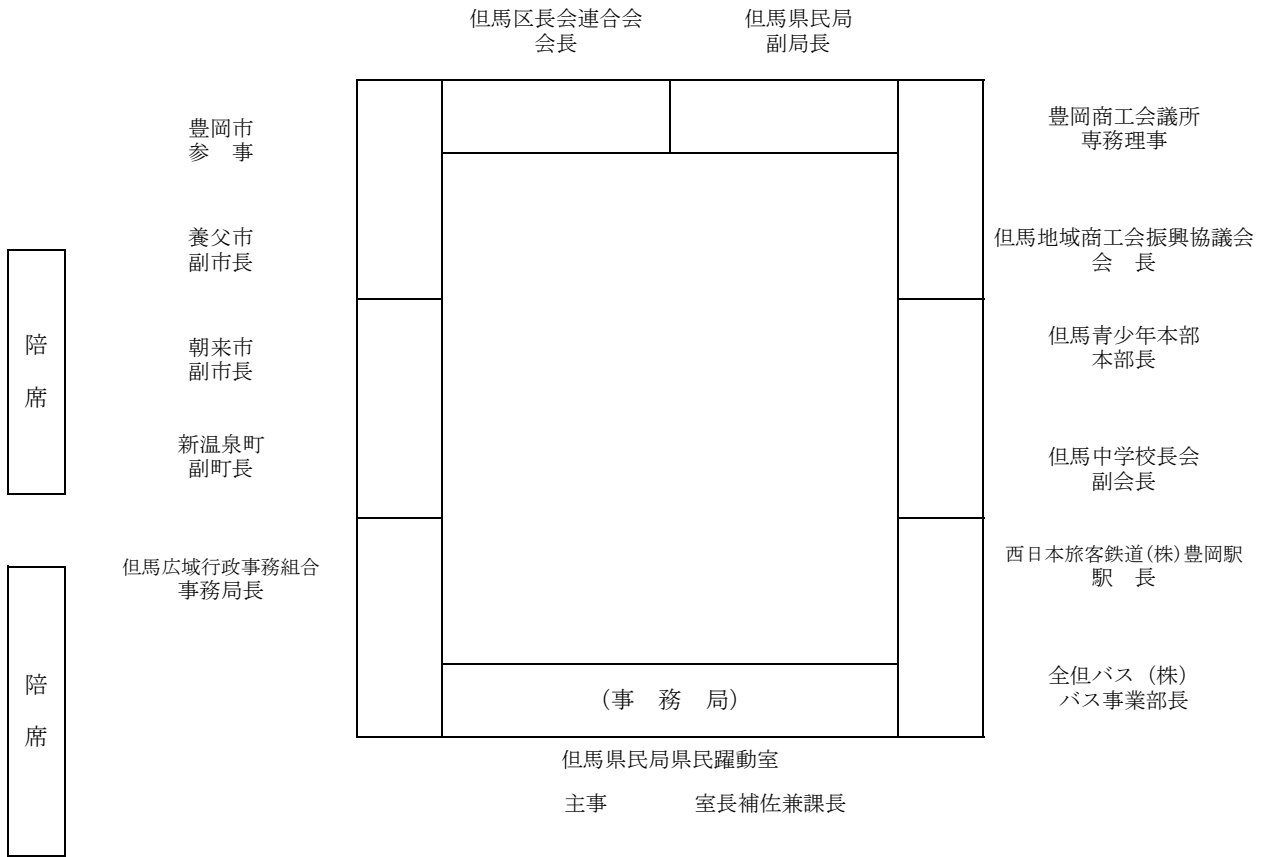 但馬区長会連合会
会長
但馬県民局
副局長
豊岡市
参　事
養父市
副市長
朝来市
副市長
新温泉町
副町長
但馬広域行政事務組合
事務局長
陪
席
陪
席
豊岡商工会議所
専務理事
但馬地域商工会振興協議会
会　長
但馬青少年本部
本部長
但馬中学校長会
副会長
西日本旅客鉄道(株)豊岡駅
駅　長
全但バス（株）
バス事業部長
（事　務　局）
但馬県民局県民躍動室
主事　　　　室長補佐兼課長